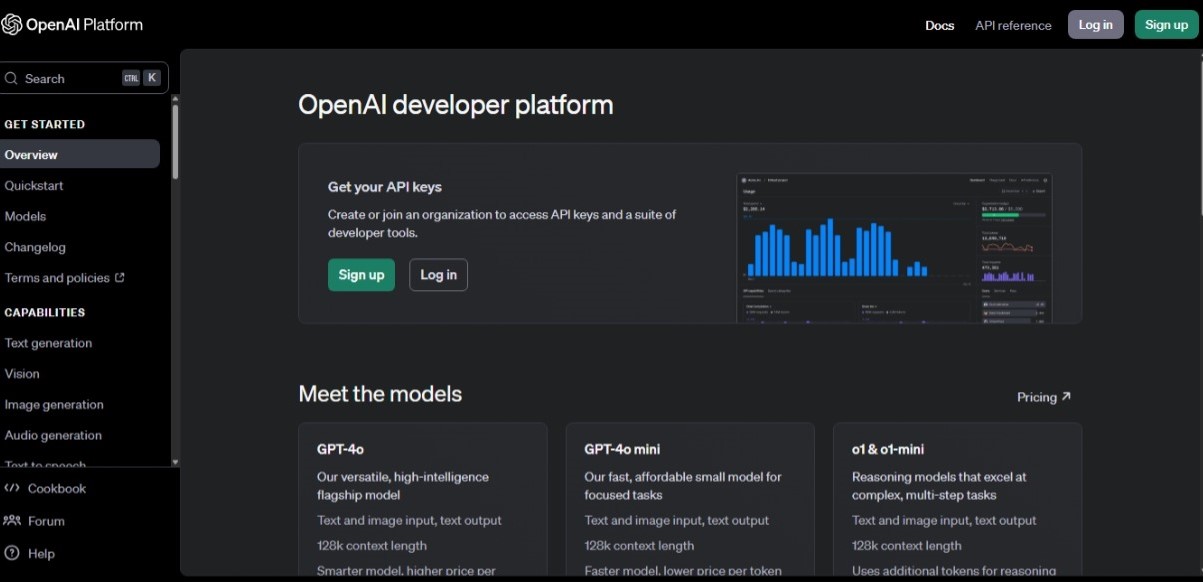 OpenAI Platform
Docs
API reference
Log in
Sign up
Search
CTRL
K
GET STARTED
Overview
Quickstart
Models
Changelog
Terms and policies
CAPABILITIES
Text generation
Vision
Image generation
Audio generation
Text to speech
Cookbook
Forum
Help
OpenAI developer platform
Get your API keys
Create or join an organization to access API keys and a suite of
developer tools.
Sign up
Log in
Usage
Meet the models
Pricing
GPT-4o
Our versatile, high-intelligence
flagship model
Text and image input, text output
128k context length
Smarter model, higher price per
GPT-4o mini
Our fast, affordable small model for
focused tasks
Text and image input, text output
128k context length
Faster model, lower price per token
o1 & o1-mini
Reasoning models that excel at
complex, multi-step tasks
Text and image input, text output
128k context length
Uses additional tokens for reasoning